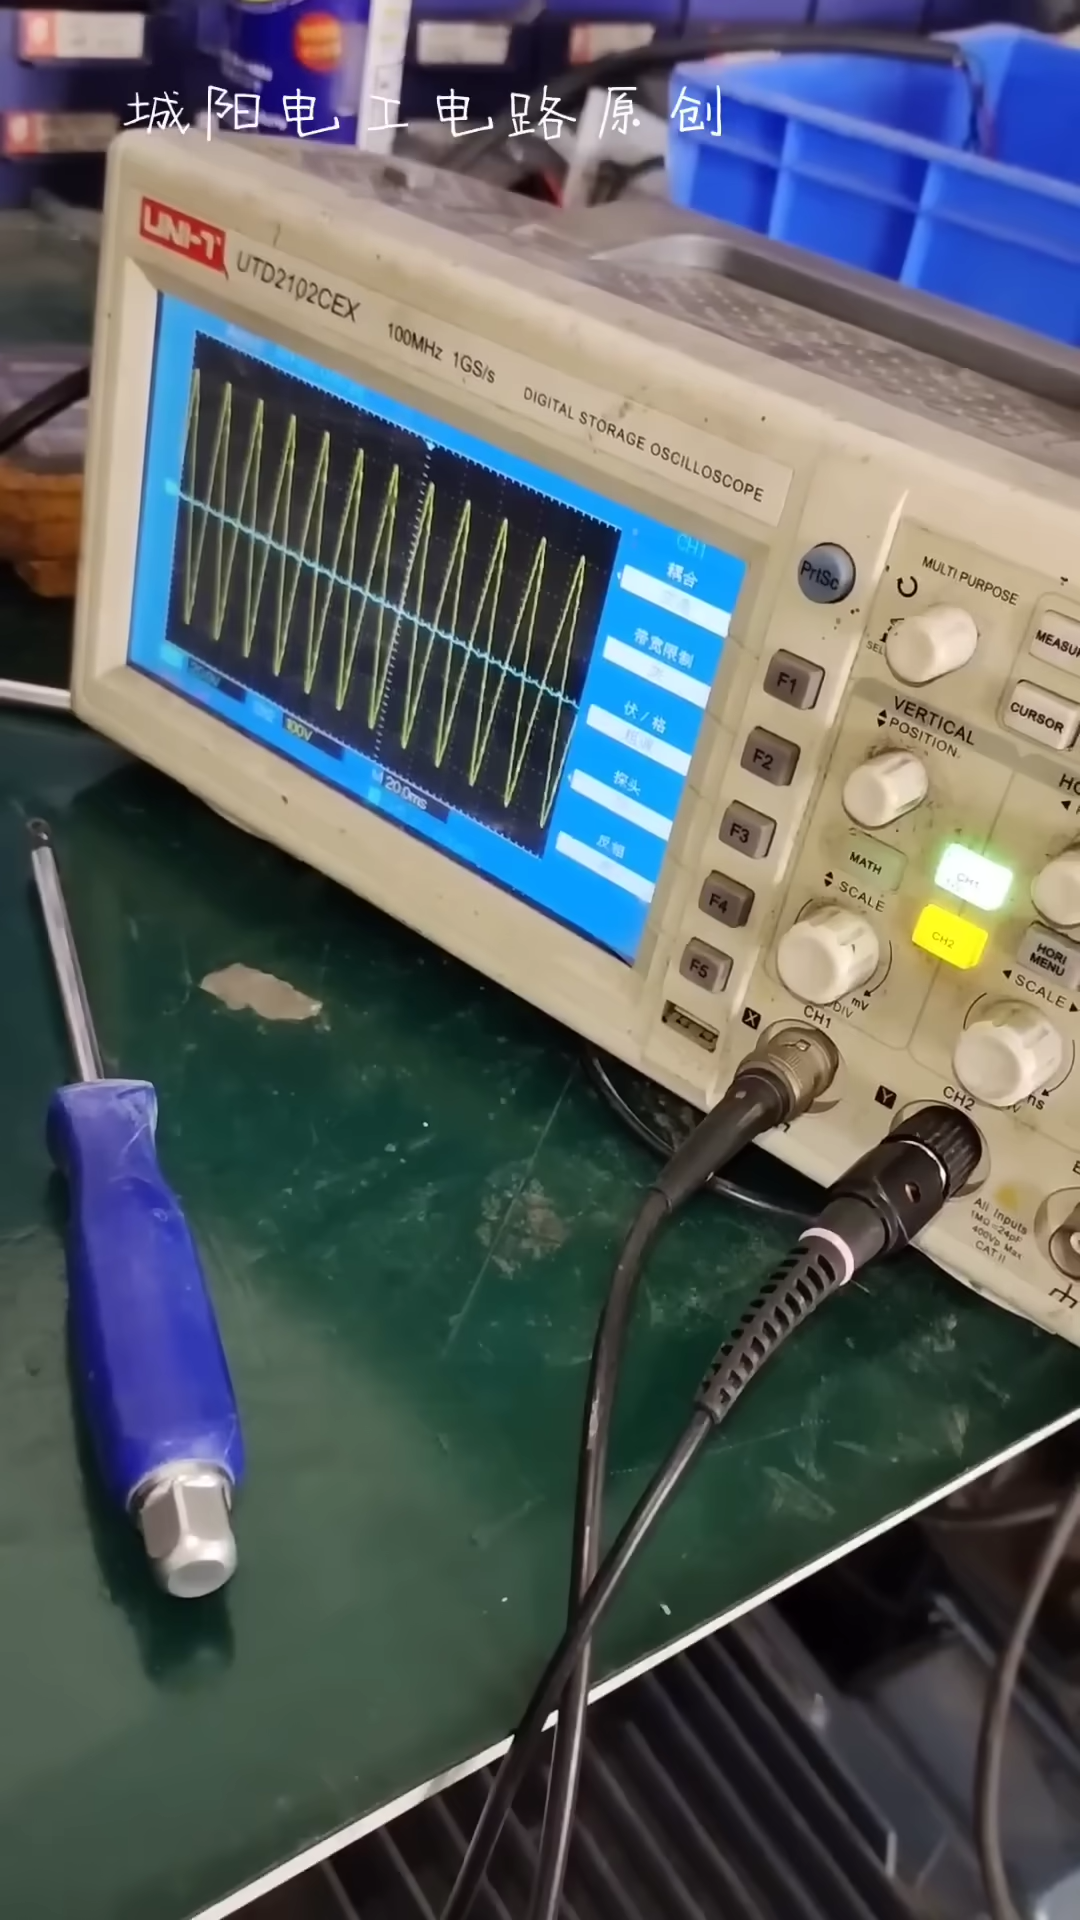 城阳电工电路原创
UNI-T
UTD2102CEX
100MHz 1GS/s
DIGITAL STORAGE OSCILLOSCOPE
CH1
耦合
带宽限制
伏/格
探头
反相
100V
M 20.0ms
PrtSc
F1
F2
F3
F4
F5
MULTI PURPOSE
CURSOR
VERTICAL
POSITION
MATH
SCALE
CH1
CH2
HORI
MENU
SCALE
mV
CH1
X
Y
CH2
All Inputs
1MΩ=24pF
400Vp Max
CAT II